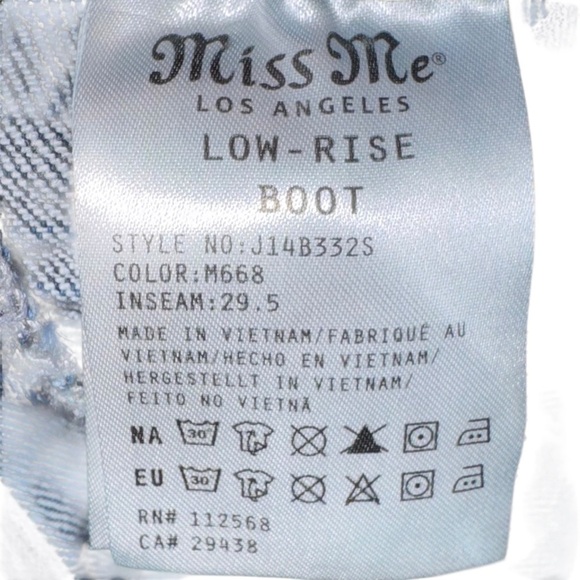 Miss Me®
LOS ANGELES
LOW-RISE
BOOT
STYLE NO:J14B332S
COLOR:M668
INSEAM:29.5
MADE IN VIETNAM/FABRIQUÉ AU
VIETNAM/HECHO EN VIETNAM/
HERGESTELLT IN VIETNAM/
FEITO NO VIETNÃ
NA 30
EU 30
RN# 112568
CA# 29438